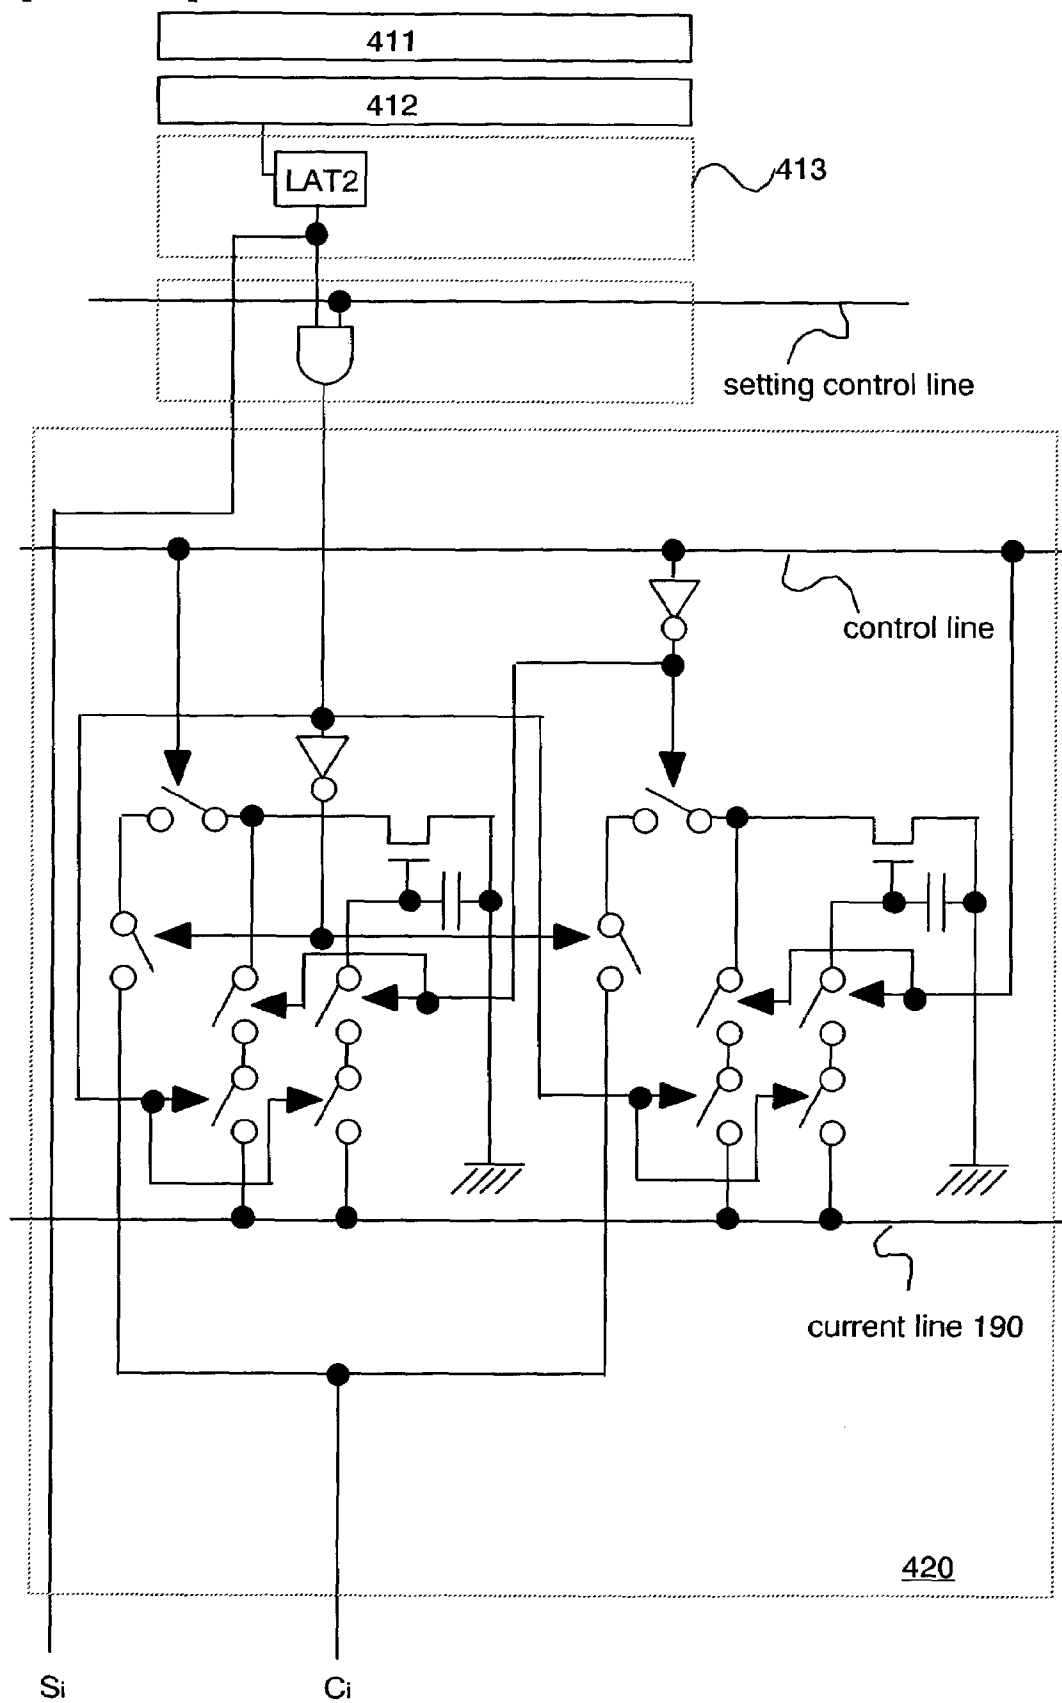 411
412
LAT2
413
setting control line
control line
current line 190
420
Si
Ci